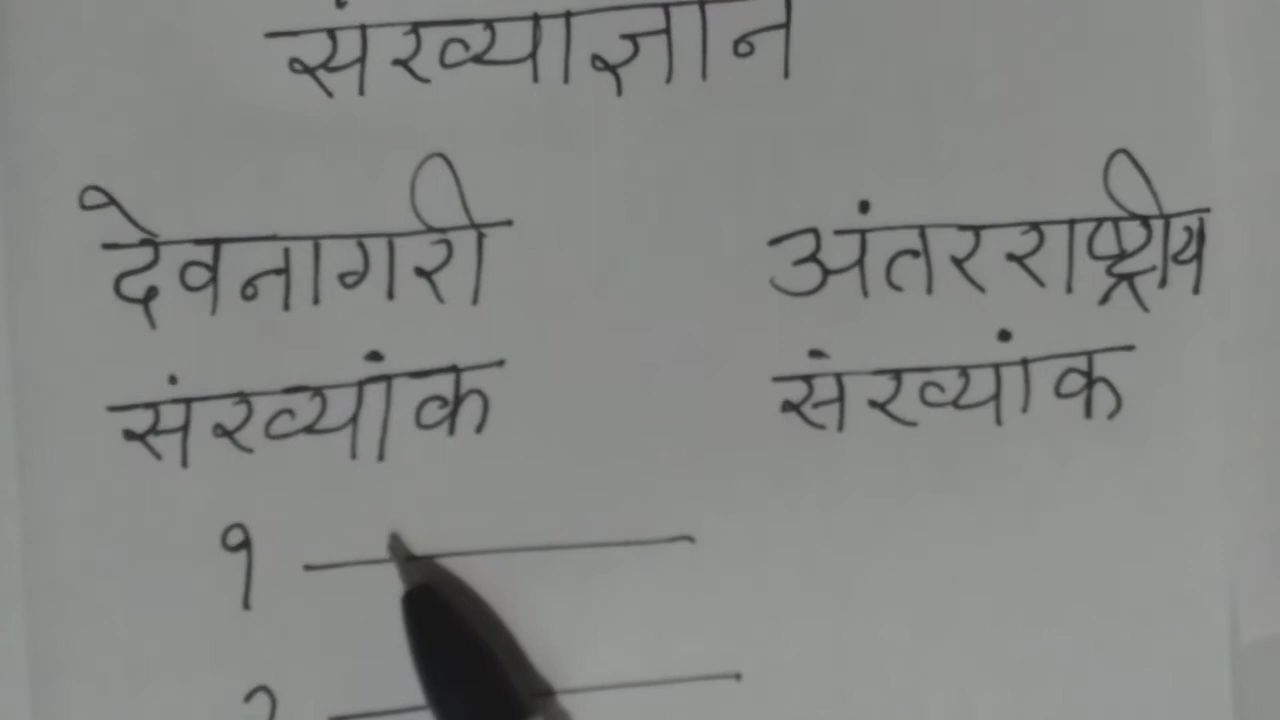 संख्याज्ञान
देवनागरी अंतरराष्ट्रीय
संख्यांक संख्यांक
१